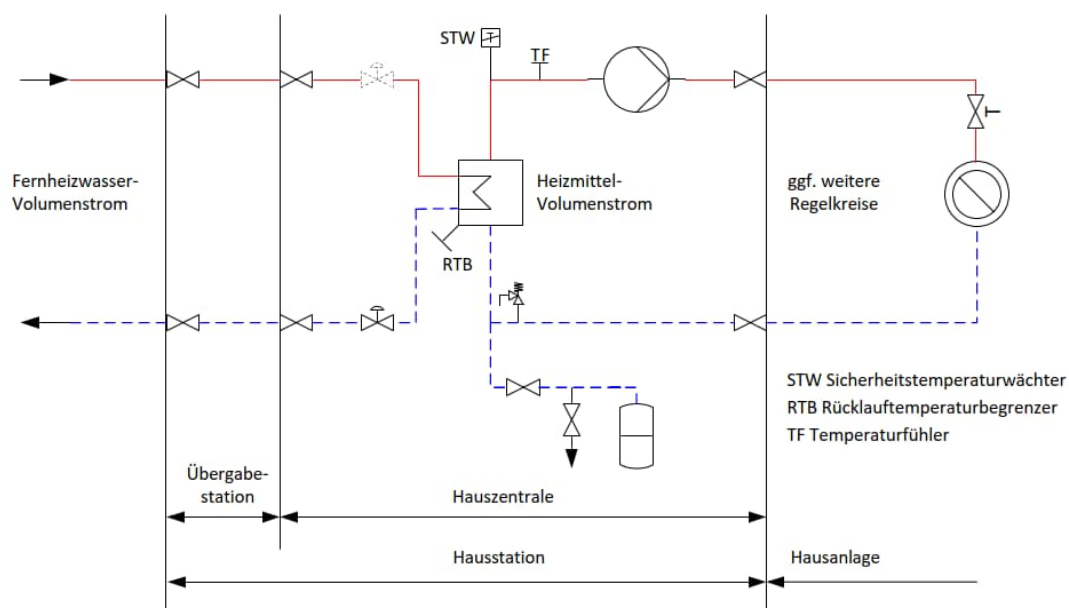 STW
TF
Fernheizwasser-
Volumenstrom
Heizmittel-
Volumenstrom
ggf. weitere
Regelkreise
RTB
STW Sicherheitstemperaturwächter
RTB Rücklauftemperaturbegrenzer
TF Temperaturfühler
Übergabe-
station
Hauszentrale
Hausstation
Hausanlage